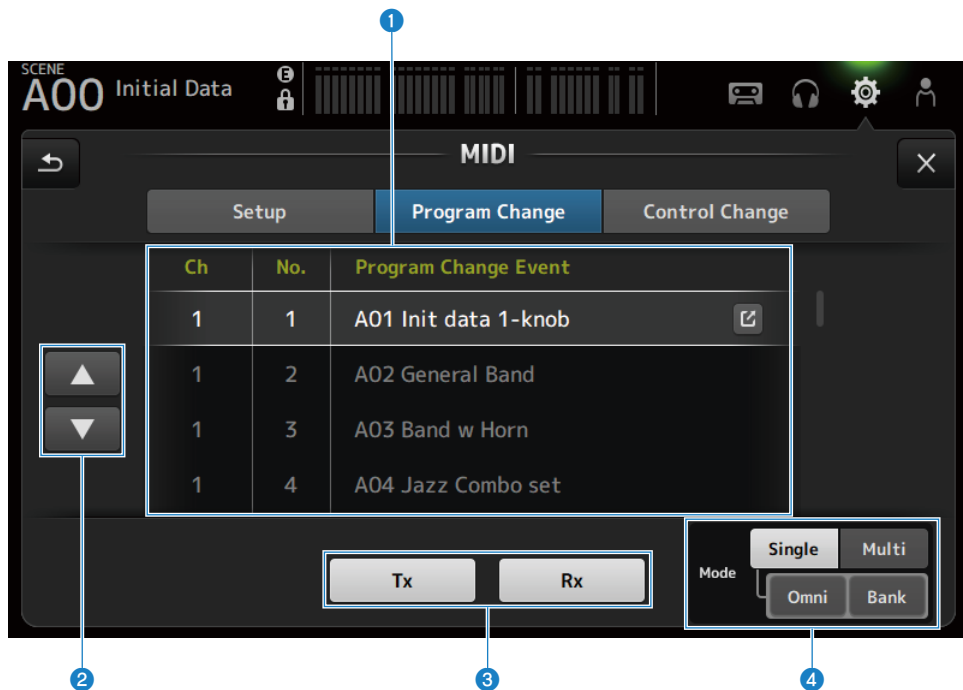 1
SCENE
A00 Initial Data
E
MIDI
Setup Program Change Control Change
Ch No. Program Change Event
1 1 A01 Init data 1-knob
1 2 A02 General Band
1 3 A03 Band w Horn
1 4 A04 Jazz Combo set
Tx Rx
Mode Single Multi
Omni Bank
2 3 4